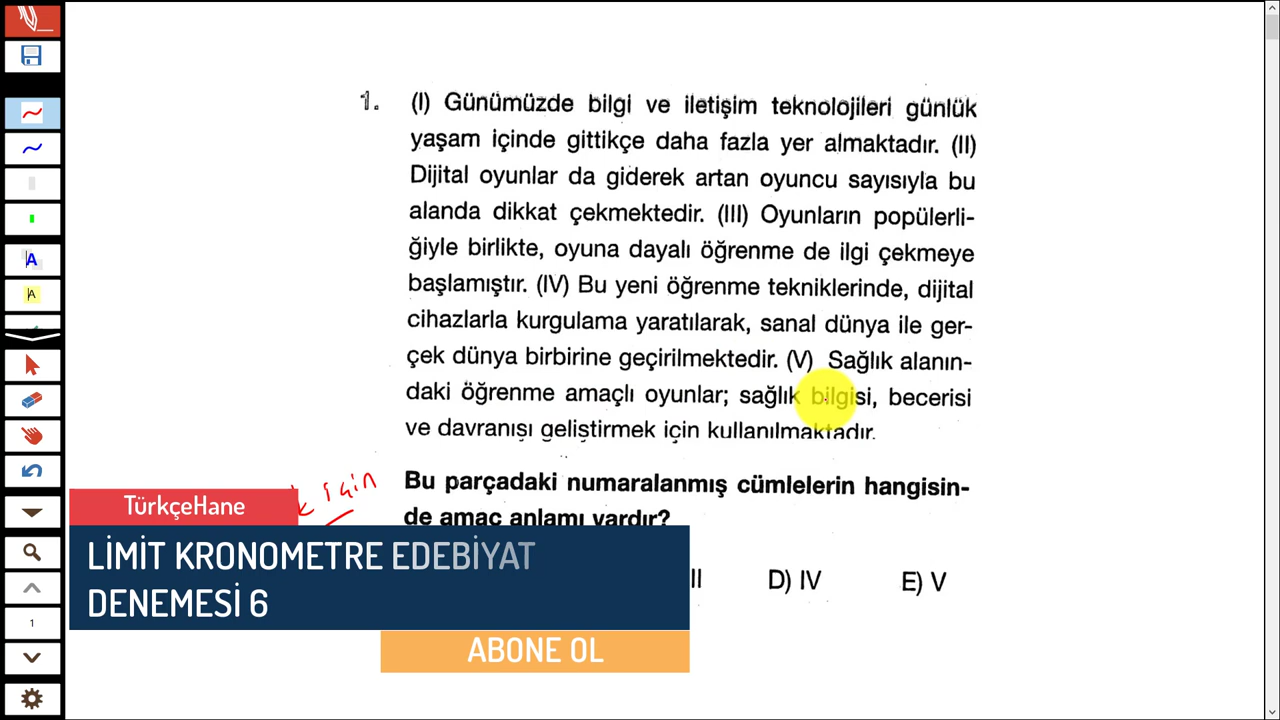 1. (I) Günümüzde bilgi ve iletişim teknolojileri günlük
yaşam içinde gittikçe daha fazla yer almaktadır. (II)
Dijital oyunlar da giderek artan oyuncu sayısıyla bu
alanda dikkat çekmektedir. (III) Oyunların popülerli-
ğiyle birlikte, oyuna dayalı öğrenme de ilgi çekmeye
başlamıştır. (IV) Bu yeni öğrenme tekniklerinde, dijital
cihazlarla kurgulama yaratılarak, sanal dünya ile ger-
çek dünya birbirine geçirilmektedir. (V) Sağlık alanın-
daki öğrenme amaçlı oyunlar; sağlık bilgisi, becerisi
ve davranışı geliştirmek için kullanılmaktadır.
Bu parçadaki numaralanmış cümlelerin hangisin-
de amaç anlamı vardır?
D) IV E) V
için
TürkçeHane
LİMİT KRONOMETRE EDEBİYAT
DENEMESİ 6
ABONE OL
A
A
1